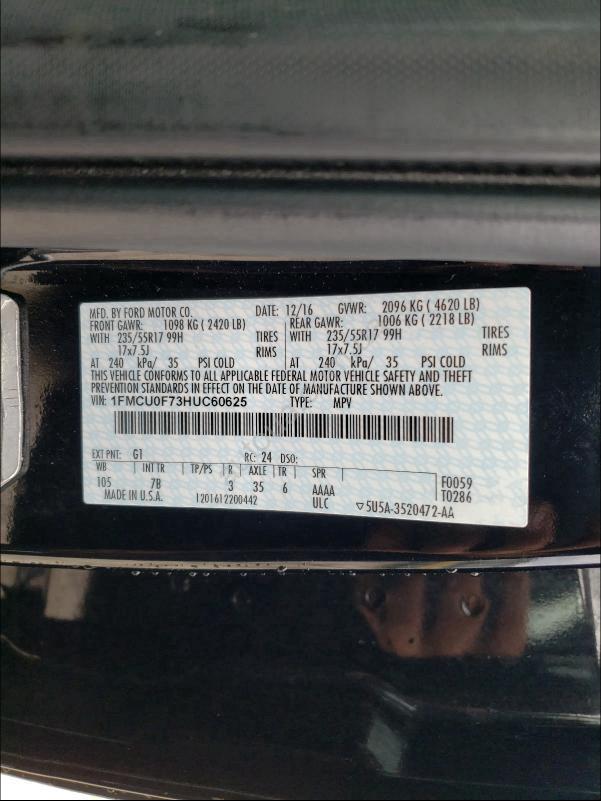 MFD. BY FORD MOTOR CO. DATE: 12/16 GVWR: 2096 KG ( 4620 LB)
FRONT GAWR: 1098 KG ( 2420 LB) REAR GAWR: 1006 KG ( 2218 LB)
WITH 235/55R17 99H TIRES WITH 235/55R17 99H TIRES
17x7.5J RIMS 17x7.5J RIMS
AT 240 kPa/ 35 PSI COLD AT 240 kPa/ 35 PSI COLD
THIS VEHICLE CONFORMS TO ALL APPLICABLE FEDERAL MOTOR VEHICLE SAFETY AND THEFT
PREVENTION STANDARDS IN EFFECT ON THE DATE OF MANUFACTURE SHOWN ABOVE.
VIN: 1FMCU0F73HUC60625 TYPE: MPV
EXT PNT: G1 RC: 24 DSO:
WB INT TR TP/PS R AXLE TR SPR
105 7B 3 35 6 AAAA F0059
ULC T0286
MADE IN U.S.A. 1201612200442 ▽5U5A-3520472-AA